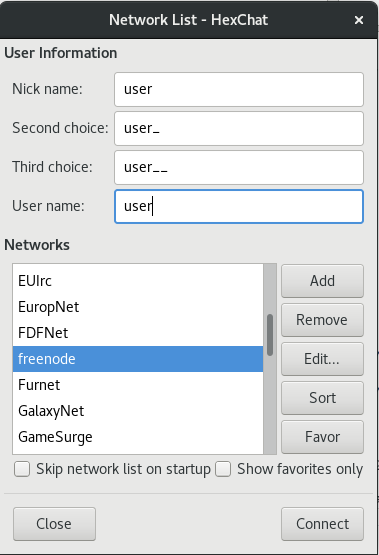 Network List - HexChat ×
User Information
Nick name: user
Second choice: user_
Third choice: user__
User name: user
Networks
EUIrc
EuropNet
FDFNet
freenode
Furnet
GalaxyNet
GameSurge
Add
Remove
Edit...
Sort
Favor
Skip network list on startup Show favorites only
Close Connect